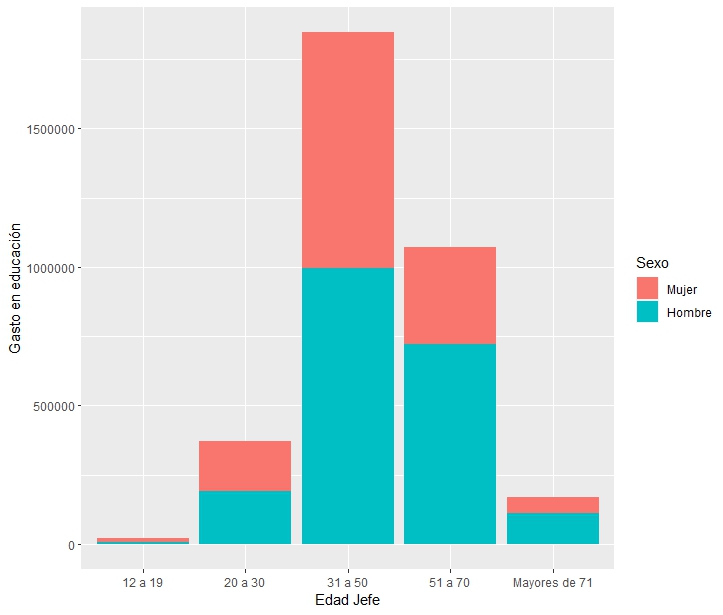 Gasto en educación
1500000
1000000
500000
0
12 a 19
20 a 30
31 a 50
51 a 70
Mayores de 71
Edad Jefe
Sexo
Mujer
Hombre